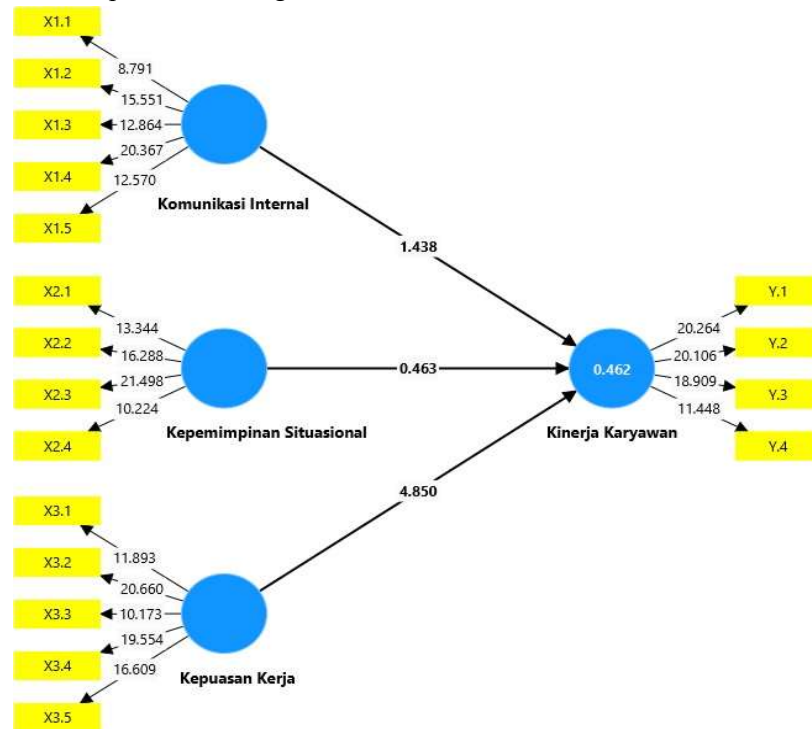 X1.1
8.791
X1.2
15.551
X1.3
12.864
X1.4
20.367
X1.5
12.570
Komunikasi Internal
1.438
X2.1
13.344
X2.2
16.288
X2.3
21.498
X2.4
10.224
Kepemimpinan Situasional
0.463
X3.1
11.893
X3.2
20.660
X3.3
10.173
X3.4
19.554
X3.5
16.609
Kepuasan Kerja
4.850
0.462
Kinerja Karyawan
Y.1
20.264
Y.2
20.106
Y.3
18.909
Y.4
11.448